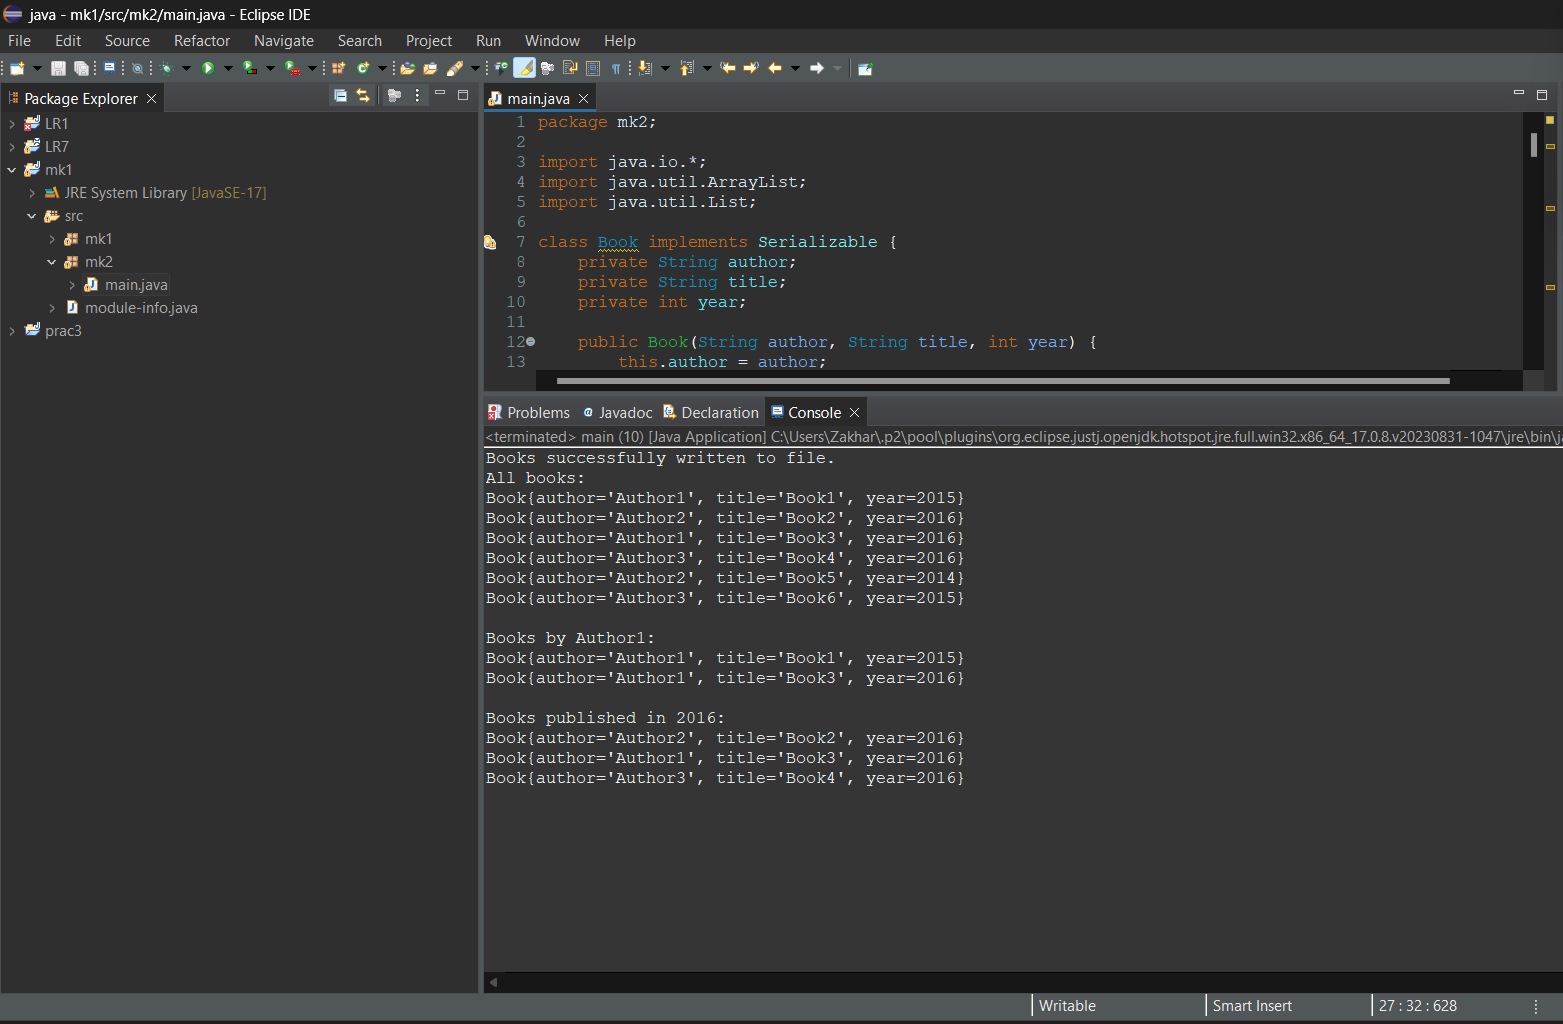 java - mk1/src/mk2/main.java - Eclipse IDE
File Edit Source Refactor Navigate Search Project Run Window Help
Package Explorer
LR1
LR7
mk1
JRE System Library [JavaSE-17]
src
mk1
mk2
main.java
module-info.java
prac3
main.java
1 package mk2;
2
3 import java.io.*;
4 import java.util.ArrayList;
5 import java.util.List;
6
7 class Book implements Serializable {
8 private String author;
9 private String title;
10 private int year;
11
12 public Book(String author, String title, int year) {
13 this.author = author;
Problems Javadoc Declaration Console
<terminated> main (10) [Java Application] C:\Users\Zakhar\.p2\pool\plugins\org.eclipse.justj.openjdk.hotspot.jre.full.win32.x86_64_17.0.8.v20230831-1047\jre\bin\j
Books successfully written to file.
All books:
Book{author='Author1', title='Book1', year=2015}
Book{author='Author2', title='Book2', year=2016}
Book{author='Author1', title='Book3', year=2016}
Book{author='Author3', title='Book4', year=2016}
Book{author='Author2', title='Book5', year=2014}
Book{author='Author3', title='Book6', year=2015}

Books by Author1:
Book{author='Author1', title='Book1', year=2015}
Book{author='Author1', title='Book3', year=2016}

Books published in 2016:
Book{author='Author2', title='Book2', year=2016}
Book{author='Author1', title='Book3', year=2016}
Book{author='Author3', title='Book4', year=2016}
Writable Smart Insert 27 : 32 : 628